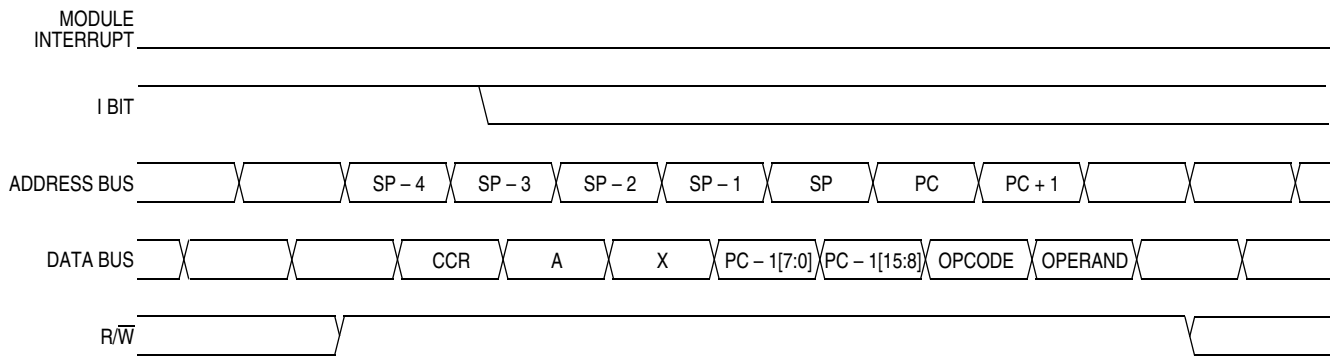 MODULE
INTERRUPT
I BIT
ADDRESS BUS SP – 4 SP – 3 SP – 2 SP – 1 SP PC PC + 1
DATA BUS CCR A X PC – 1[7:0] PC – 1[15:8] OPCODE OPERAND
R/W̅